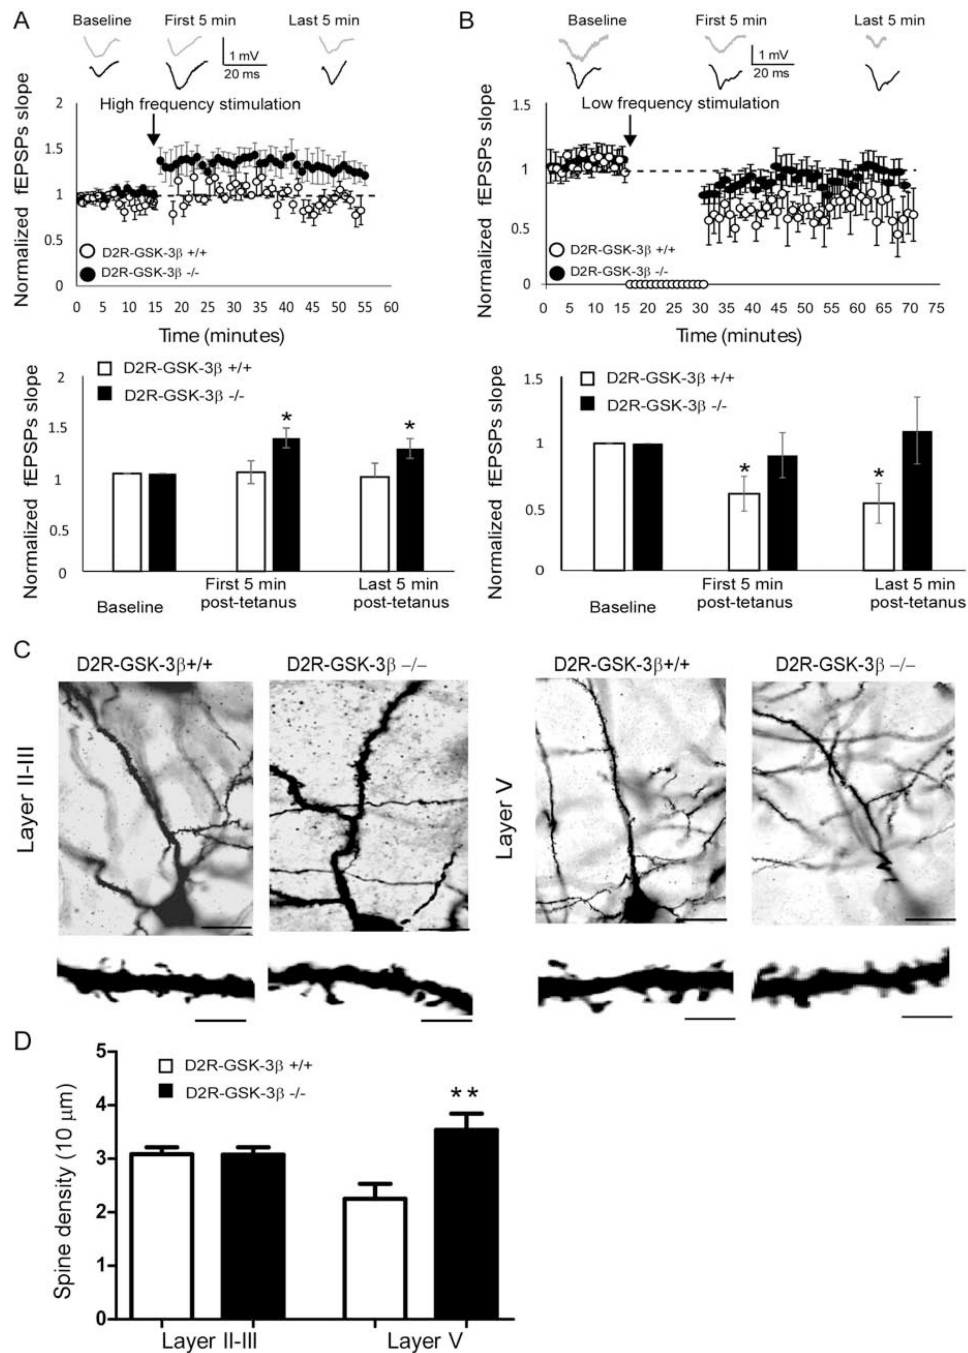 A
Baseline
First 5 min
Last 5 min
1 mV
20 ms
Normalized fEPSPs slope
2
1.5
1
0.5
0
High frequency stimulation
D2R-GSK-3β +/+
D2R-GSK-3β -/-
0 5 10 15 20 25 30 35 40 45 50 55 60
Time (minutes)
Normalized fEPSPs slope
2
1.5
1
0.5
0
D2R-GSK-3β +/+
D2R-GSK-3β -/-
*
*
Baseline
First 5 min
post-tetanus
Last 5 min
post-tetanus
B
Baseline
First 5 min
Last 5 min
1 mV
20 ms
Normalized fEPSPs slope
1.5
1
0.5
0
Low frequency stimulation
D2R-GSK-3β +/+
D2R-GSK-3β -/-
0 5 10 15 20 25 30 35 40 45 50 55 60 65 70 75
Time (minutes)
Normalized fEPSPs slope
1.5
1
0.5
0
D2R-GSK-3β +/+
D2R-GSK-3β -/-
*
*
Baseline
First 5 min
post-tetanus
Last 5 min
post-tetanus
C
D2R-GSK-3β+/+
D2R-GSK-3β –/–
D2R-GSK-3β+/+
D2R-GSK-3β –/–
Layer II-III
Layer V
D
Spine density (10 μm)
5
4
3
2
1
0
D2R-GSK-3β +/+
D2R-GSK-3β -/-
**
Layer II-III
Layer V